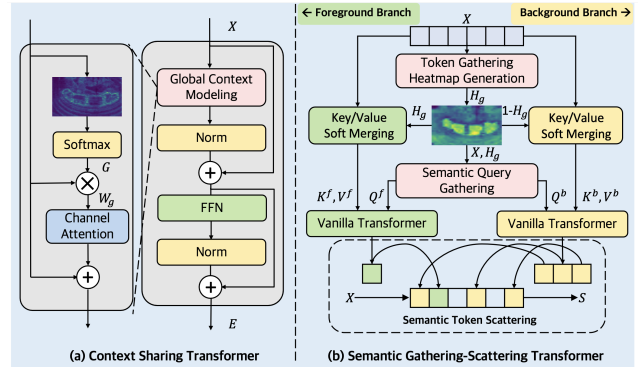 X
Global Context
Modeling
Norm
FFN
Norm
E
Softmax
G
W_g
Channel
Attention
(a) Context Sharing Transformer
← Foreground Branch
X
Background Branch →
Token Gathering
Heatmap Generation
H_g
Key/Value
Soft Merging
H_g
1-H_g
Key/Value
Soft Merging
X, H_g
Semantic Query
Gathering
K^f, V^f
Q^f
Q^b
K^b, V^b
Vanilla Transformer
Vanilla Transformer
X
S
Semantic Token Scattering
(b) Semantic Gathering-Scattering Transformer